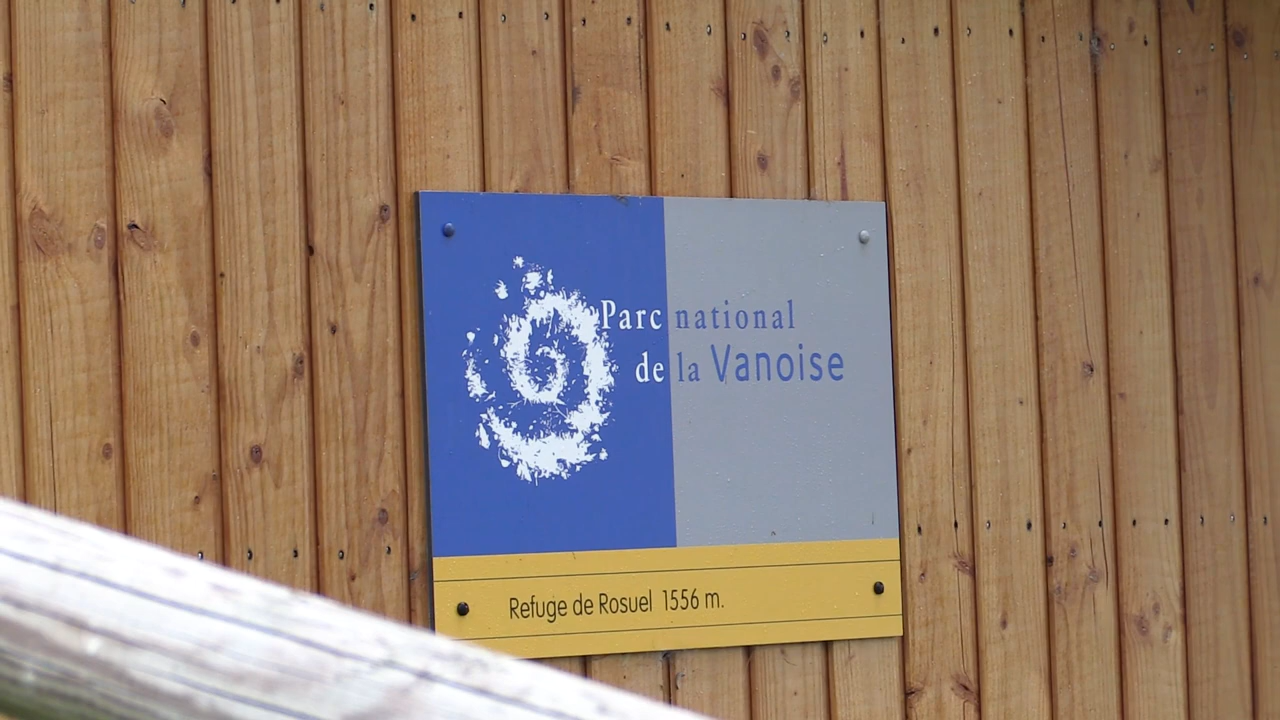 Parc national
de la Vanoise
Refuge de Rosuel 1556 m.